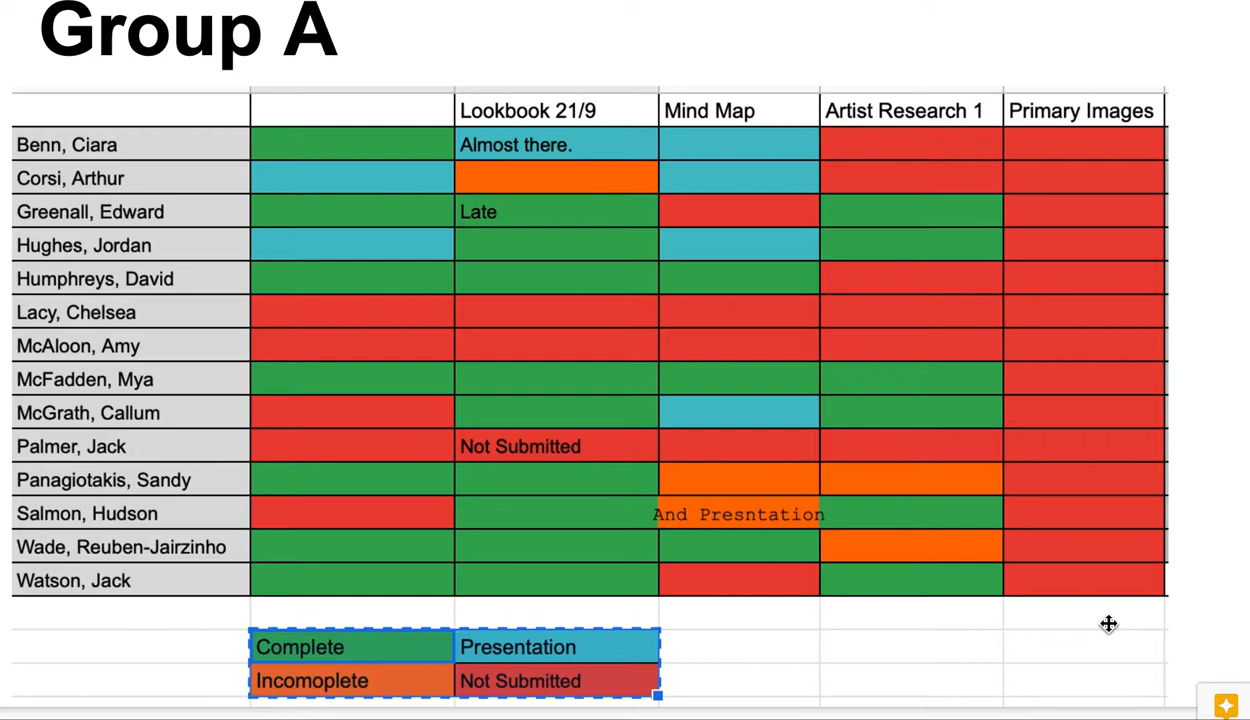 Group A
Lookbook 21/9 Mind Map Artist Research 1 Primary Images
Benn, Ciara Almost there.
Corsi, Arthur
Greenall, Edward Late
Hughes, Jordan
Humphreys, David
Lacy, Chelsea
McAloon, Amy
McFadden, Mya
McGrath, Callum
Palmer, Jack Not Submitted
Panagiotakis, Sandy
Salmon, Hudson And Presntation
Wade, Reuben-Jairzinho
Watson, Jack
Complete Presentation
Incomoplete Not Submitted